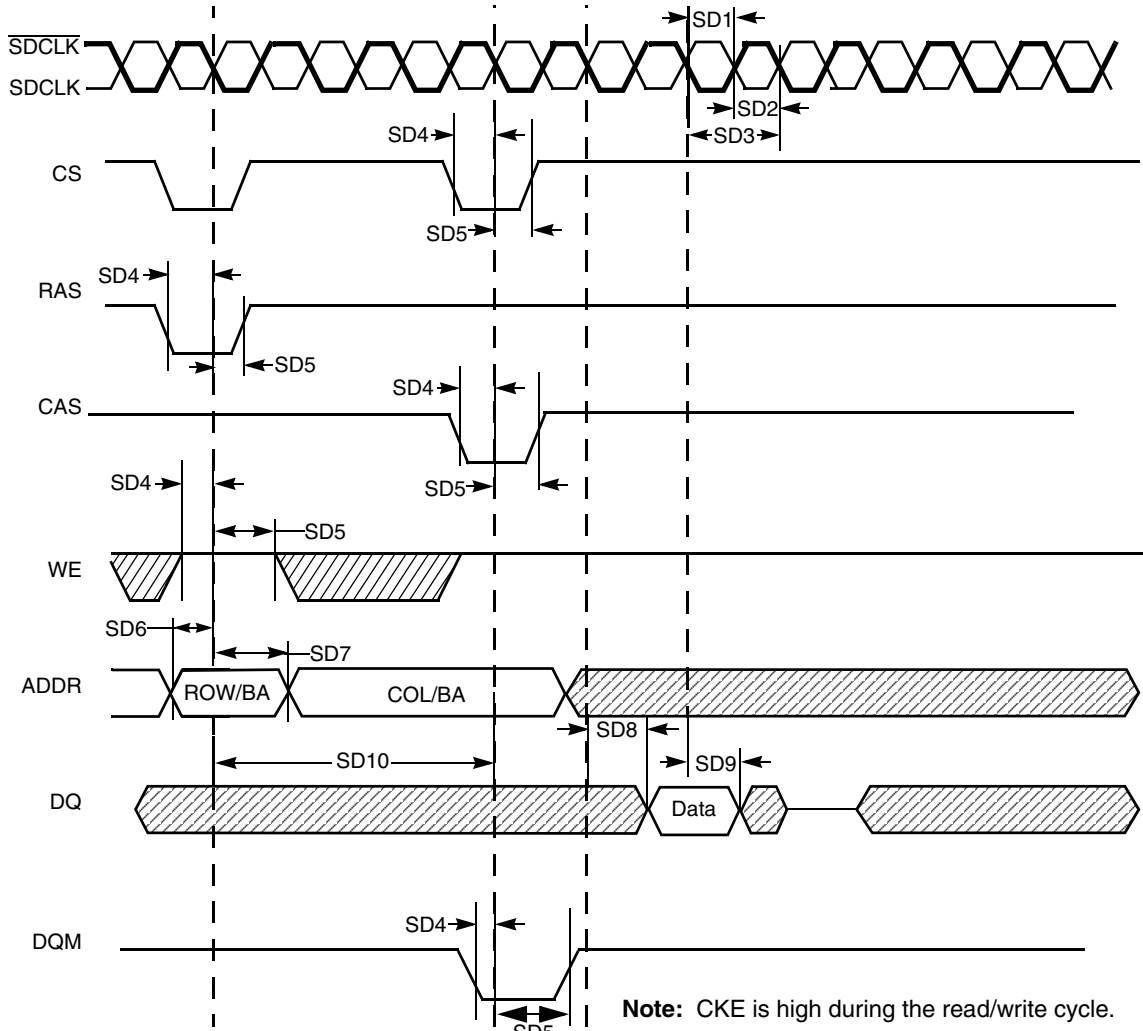 SD1
SDCLK
SDCLK
SD2
SD4
SD3
CS
SD5
SD4
RAS
SD5
SD4
CAS
SD4
SD5
SD5
WE
SD6
SD7
ADDR
ROW/BA
COL/BA
SD8
SD10
SD9
DQ
Data
SD4
DQM
Note: CKE is high during the read/write cycle.
SD5